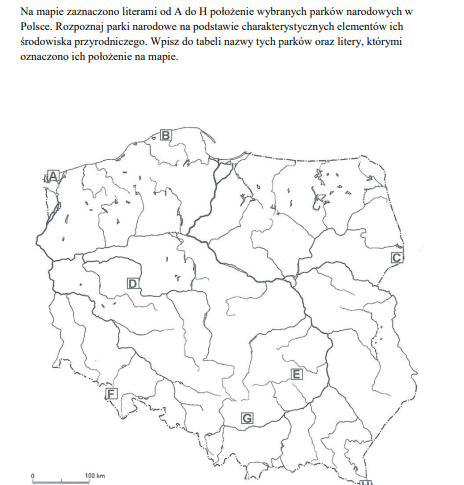 Na mapie zaznaczono literami od A do H położenie wybranych parków narodowych w
Polsce. Rozpoznaj parki narodowe na podstawie charakterystycznych elementów ich
środowiska przyrodniczego. Wpisz do tabeli nazwy tych parków oraz litery, którymi
oznaczono ich położenie na mapie.
B
A
C
D
E
F
G
H
0 100 km